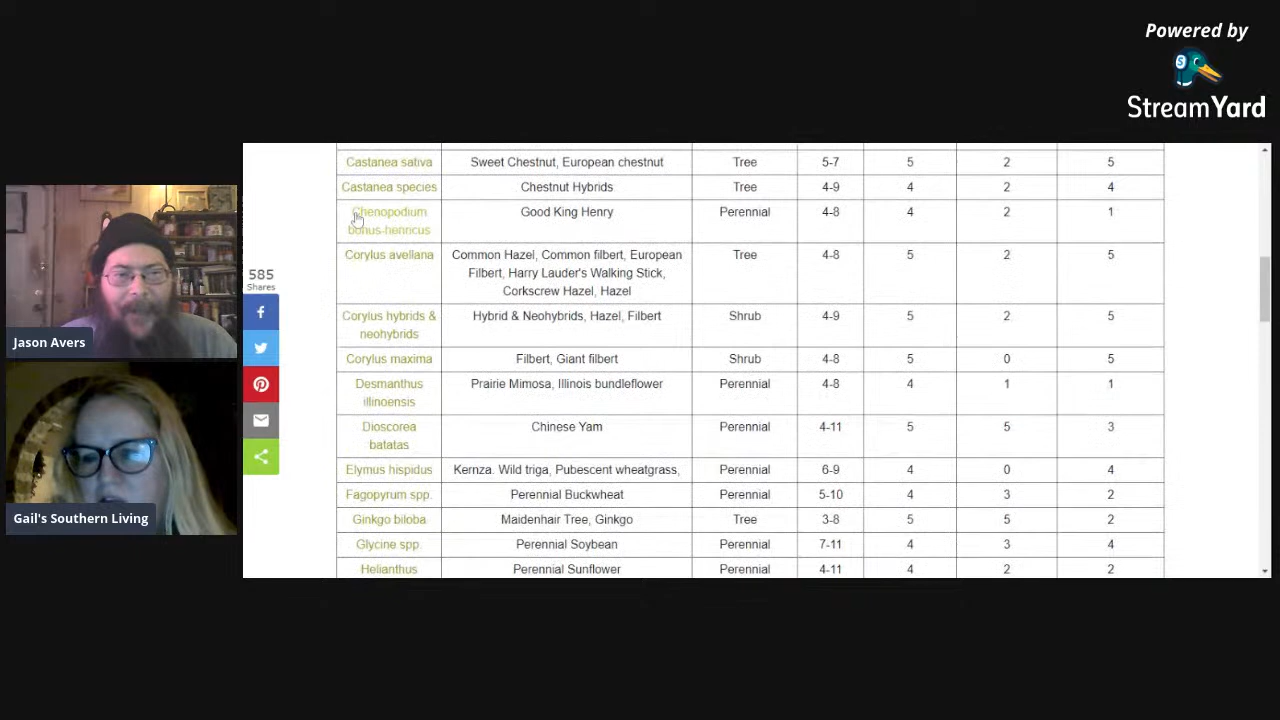 Powered by
StreamYard
Castanea sativa Sweet Chestnut, European chestnut Tree 5-7 5 2 5
Castanea species Chestnut Hybrids Tree 4-9 4 2 4
Chenopodium Good King Henry Perennial 4-8 4 2 1
bonus-henricus
Corylus avellana Common Hazel, Common filbert, European Tree 4-8 5 2 5
Filbert, Harry Lauder's Walking Stick,
Corkscrew Hazel, Hazel
Corylus hybrids & Hybrid & Neohybrids, Hazel, Filbert Shrub 4-9 5 2 5
neohybrids
Corylus maxima Filbert, Giant filbert Shrub 4-8 5 0 5
Desmanthus Prairie Mimosa, Illinois bundleflower Perennial 4-8 4 1 1
illinoensis
Dioscorea Chinese Yam Perennial 4-11 5 5 3
batatas
Elymus hispidus Kernza. Wild triga, Pubescent wheatgrass, Perennial 6-9 4 0 4
Fagopyrum spp. Perennial Buckwheat Perennial 5-10 4 3 2
Ginkgo biloba Maidenhair Tree, Ginkgo Tree 3-8 5 5 2
Glycine spp Perennial Soybean Perennial 7-11 4 3 4
Helianthus Perennial Sunflower Perennial 4-11 4 2 2
585
Shares
Jason Avers
Gail's Southern Living